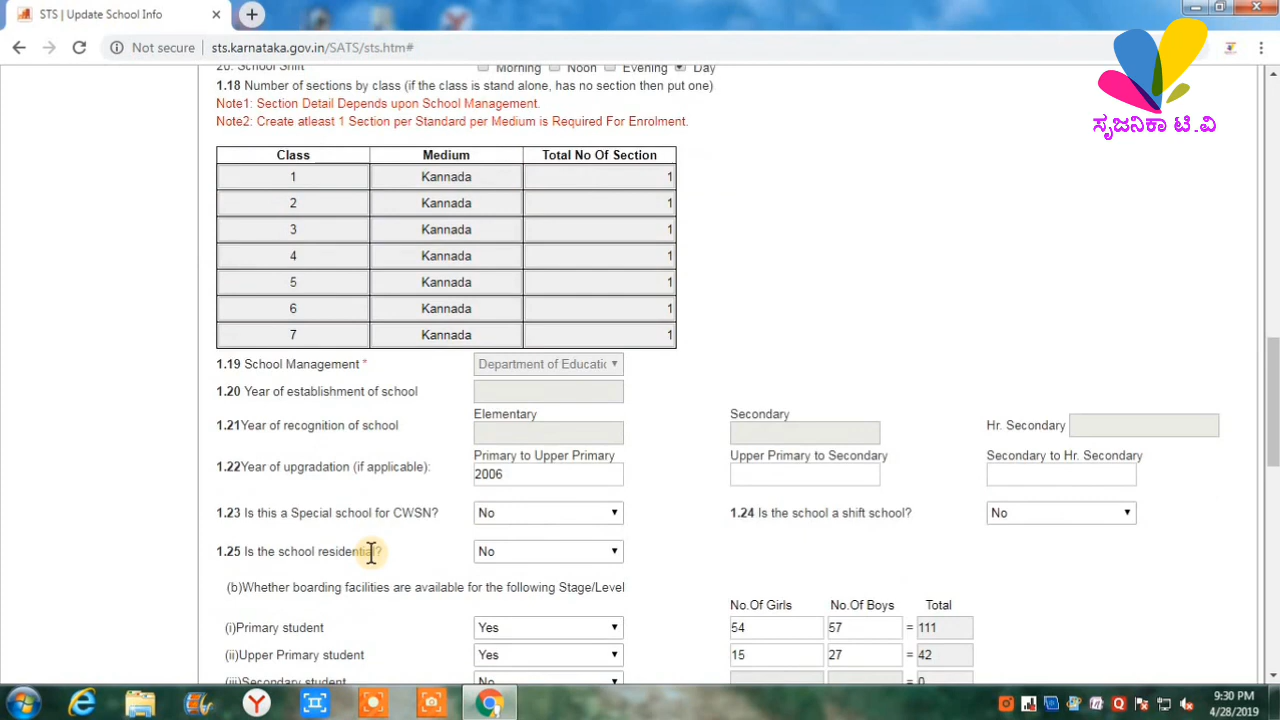 STS | Update School Info
Not secure | sts.karnataka.gov.in/SATS/sts.htm#
ಸೃಜನಿಕಾ ಟಿ.ವಿ
20. School Shift Morning Noon Evening Day
1.18 Number of sections by class (if the class is stand alone, has no section then put one)
Note1: Section Detail Depends upon School Management.
Note2: Create atleast 1 Section per Standard per Medium is Required For Enrolment.
Class Medium Total No Of Section
1 Kannada 1
2 Kannada 1
3 Kannada 1
4 Kannada 1
5 Kannada 1
6 Kannada 1
7 Kannada 1
1.19 School Management * Department of Educatic
1.20 Year of establishment of school
Elementary Secondary
1.21Year of recognition of school Hr. Secondary
Primary to Upper Primary Upper Primary to Secondary Secondary to Hr. Secondary
1.22Year of upgradation (if applicable): 2006
1.23 Is this a Special school for CWSN? No 1.24 Is the school a shift school? No
1.25 Is the school residential? No
(b)Whether boarding facilities are available for the following Stage/Level
No.Of Girls No.Of Boys Total
(i)Primary student Yes 54 57 = 111
(ii)Upper Primary student Yes 15 27 = 42
(iii)Secondary student No = 0
9:30 PM
4/28/2019